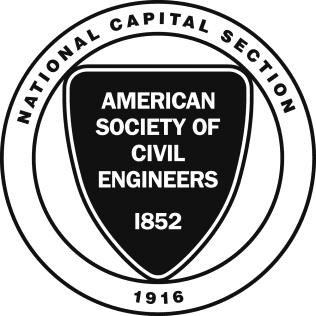 NATIONAL CAPITAL SECTION
AMERICAN
SOCIETY OF
CIVIL
ENGINEERS
1852
1916